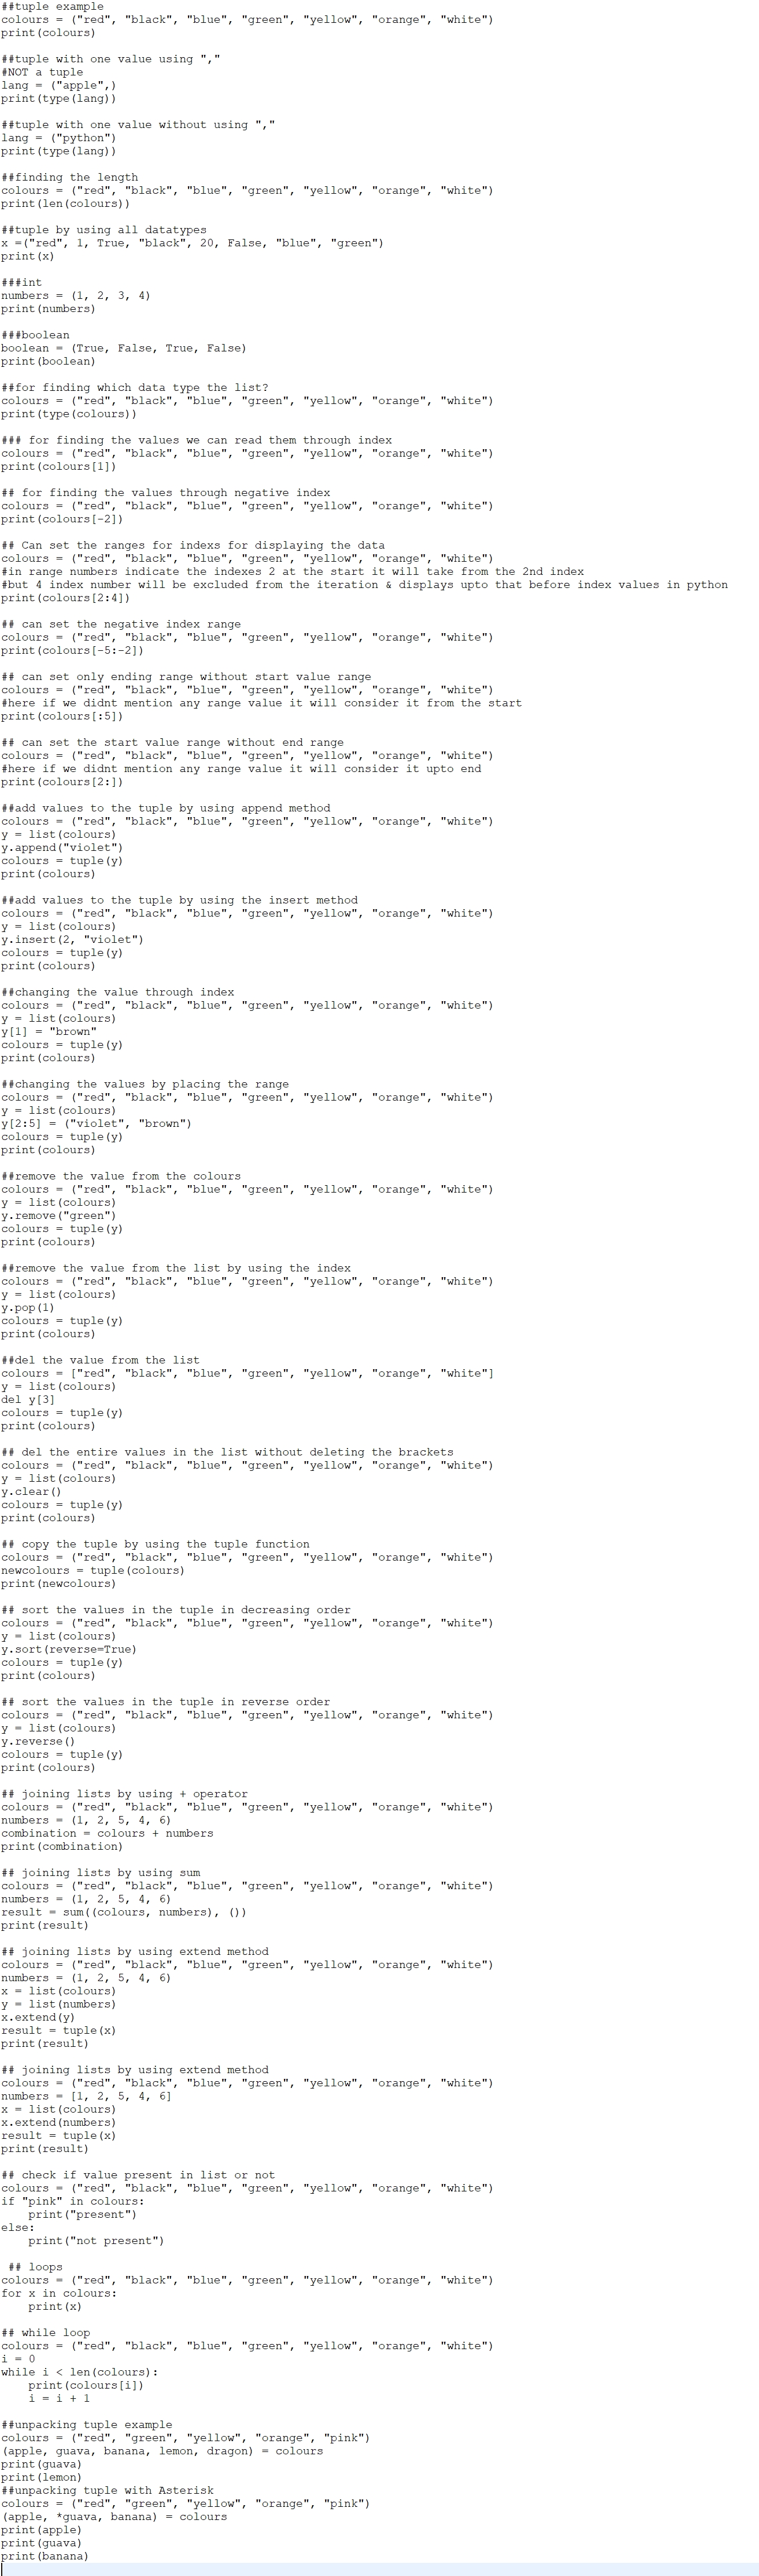 ##tuple example
colours = ("red", "black", "blue", "green", "yellow", "orange", "white")
print(colours)

##tuple with one value using ","
#NOT a tuple
lang = ("apple",)
print(type(lang))

##tuple with one value without using ","
lang = ("python")
print(type(lang))

##finding the length
colours = ("red", "black", "blue", "green", "yellow", "orange", "white")
print(len(colours))

##tuple by using all datatypes
x =("red", 1, True, "black", 20, False, "blue", "green")
print(x)

###int
numbers = (1, 2, 3, 4)
print(numbers)

###boolean
boolean = (True, False, True, False)
print(boolean)

##for finding which data type the list?
colours = ("red", "black", "blue", "green", "yellow", "orange", "white")
print(type(colours))

### for finding the values we can read them through index
colours = ("red", "black", "blue", "green", "yellow", "orange", "white")
print(colours[1])

## for finding the values through negative index
colours = ("red", "black", "blue", "green", "yellow", "orange", "white")
print(colours[-2])

## Can set the ranges for indexs for displaying the data
colours = ("red", "black", "blue", "green", "yellow", "orange", "white")
#in range numbers indicate the indexes 2 at the start it will take from the 2nd index
#but 4 index number will be excluded from the iteration & displays upto that before index values in python
print(colours[2:4])

## can set the negative index range
colours = ("red", "black", "blue", "green", "yellow", "orange", "white")
print(colours[-5:-2])

## can set only ending range without start value range
colours = ("red", "black", "blue", "green", "yellow", "orange", "white")
#here if we didnt mention any range value it will consider it from the start
print(colours[:5])

## can set the start value range without end range
colours = ("red", "black", "blue", "green", "yellow", "orange", "white")
#here if we didnt mention any range value it will consider it upto end
print(colours[2:])

##add values to the tuple by using append method
colours = ("red", "black", "blue", "green", "yellow", "orange", "white")
y = list(colours)
y.append("violet")
colours = tuple(y)
print(colours)

##add values to the tuple by using the insert method
colours = ("red", "black", "blue", "green", "yellow", "orange", "white")
y = list(colours)
y.insert(2, "violet")
colours = tuple(y)
print(colours)

##changing the value through index
colours = ("red", "black", "blue", "green", "yellow", "orange", "white")
y = list(colours)
y[1] = "brown"
colours = tuple(y)
print(colours)

##changing the values by placing the range
colours = ("red", "black", "blue", "green", "yellow", "orange", "white")
y = list(colours)
y[2:5] = ("violet", "brown")
colours = tuple(y)
print(colours)

##remove the value from the colours
colours = ("red", "black", "blue", "green", "yellow", "orange", "white")
y = list(colours)
y.remove("green")
colours = tuple(y)
print(colours)

##remove the value from the list by using the index
colours = ("red", "black", "blue", "green", "yellow", "orange", "white")
y = list(colours)
y.pop(1)
colours = tuple(y)
print(colours)

##del the value from the list
colours = ["red", "black", "blue", "green", "yellow", "orange", "white"]
y = list(colours)
del y[3]
colours = tuple(y)
print(colours)

## del the entire values in the list without deleting the brackets
colours = ("red", "black", "blue", "green", "yellow", "orange", "white")
y = list(colours)
y.clear()
colours = tuple(y)
print(colours)

## copy the tuple by using the tuple function
colours = ("red", "black", "blue", "green", "yellow", "orange", "white")
newcolours = tuple(colours)
print(newcolours)

## sort the values in the tuple in decreasing order
colours = ("red", "black", "blue", "green", "yellow", "orange", "white")
y = list(colours)
y.sort(reverse=True)
colours = tuple(y)
print(colours)

## sort the values in the tuple in reverse order
colours = ("red", "black", "blue", "green", "yellow", "orange", "white")
y = list(colours)
y.reverse()
colours = tuple(y)
print(colours)

## joining lists by using + operator
colours = ("red", "black", "blue", "green", "yellow", "orange", "white")
numbers = (1, 2, 5, 4, 6)
combination = colours + numbers
print(combination)

## joining lists by using sum
colours = ("red", "black", "blue", "green", "yellow", "orange", "white")
numbers = (1, 2, 5, 4, 6)
result = sum((colours, numbers), ())
print(result)

## joining lists by using extend method
colours = ("red", "black", "blue", "green", "yellow", "orange", "white")
numbers = (1, 2, 5, 4, 6)
x = list(colours)
y = list(numbers)
x.extend(y)
result = tuple(x)
print(result)

## joining lists by using extend method
colours = ("red", "black", "blue", "green", "yellow", "orange", "white")
numbers = [1, 2, 5, 4, 6]
x = list(colours)
x.extend(numbers)
result = tuple(x)
print(result)

## check if value present in list or not
colours = ("red", "black", "blue", "green", "yellow", "orange", "white")
if "pink" in colours:
    print("present")
else:
    print("not present")

 ## loops
colours = ("red", "black", "blue", "green", "yellow", "orange", "white")
for x in colours:
    print(x)

## while loop
colours = ("red", "black", "blue", "green", "yellow", "orange", "white")
i = 0
while i < len(colours):
    print(colours[i])
    i = i + 1

##unpacking tuple example
colours = ("red", "green", "yellow", "orange", "pink")
(apple, guava, banana, lemon, dragon) = colours
print(guava)
print(lemon)
##unpacking tuple with Asterisk
colours = ("red", "green", "yellow", "orange", "pink")
(apple, *guava, banana) = colours
print(apple)
print(guava)
print(banana)